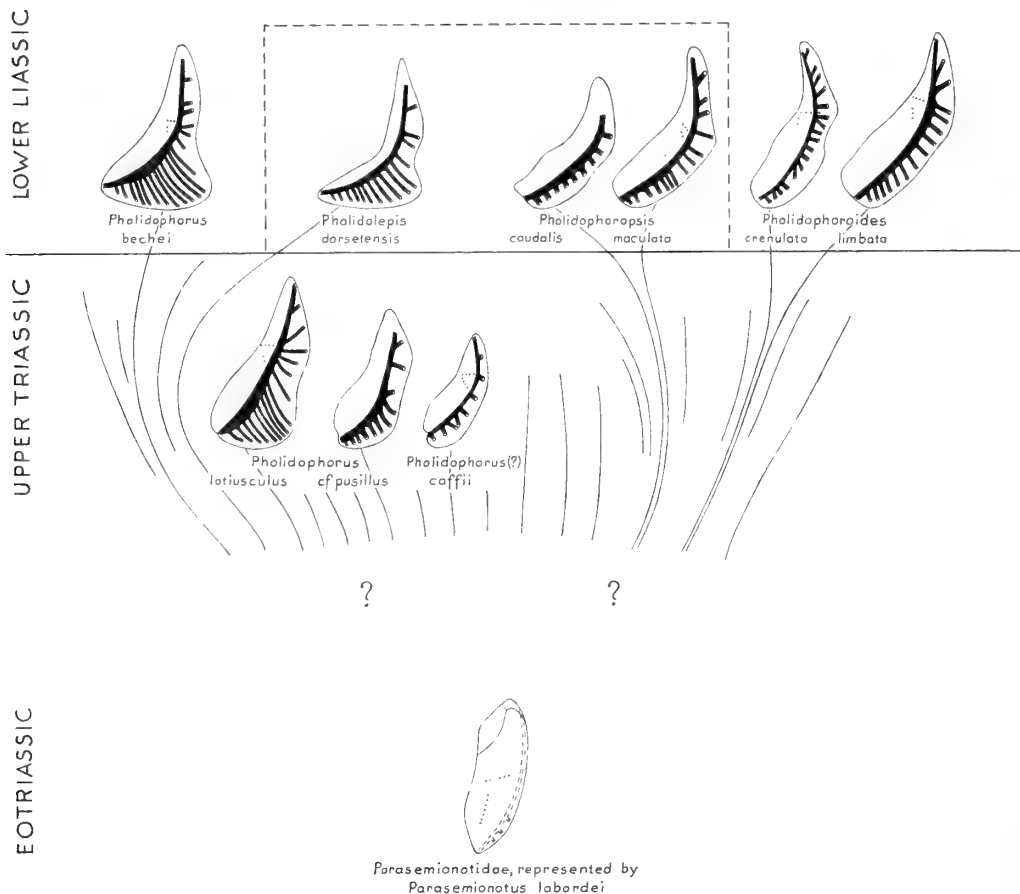 LOWER LIASSIC
Pholidophorus
bechei
Pholidolepis
dorsetensis
Pholidophoropsis
caudalis maculata
Pholidophoroides
crenulata limbata
UPPER TRIASSIC
Pholidophorus
latiusculus cf pusillus
Pholidophorus(?)
caffii
? ?
EOTRIASSIC
Parasemionotidae, represented by
Parasemionotus labordei